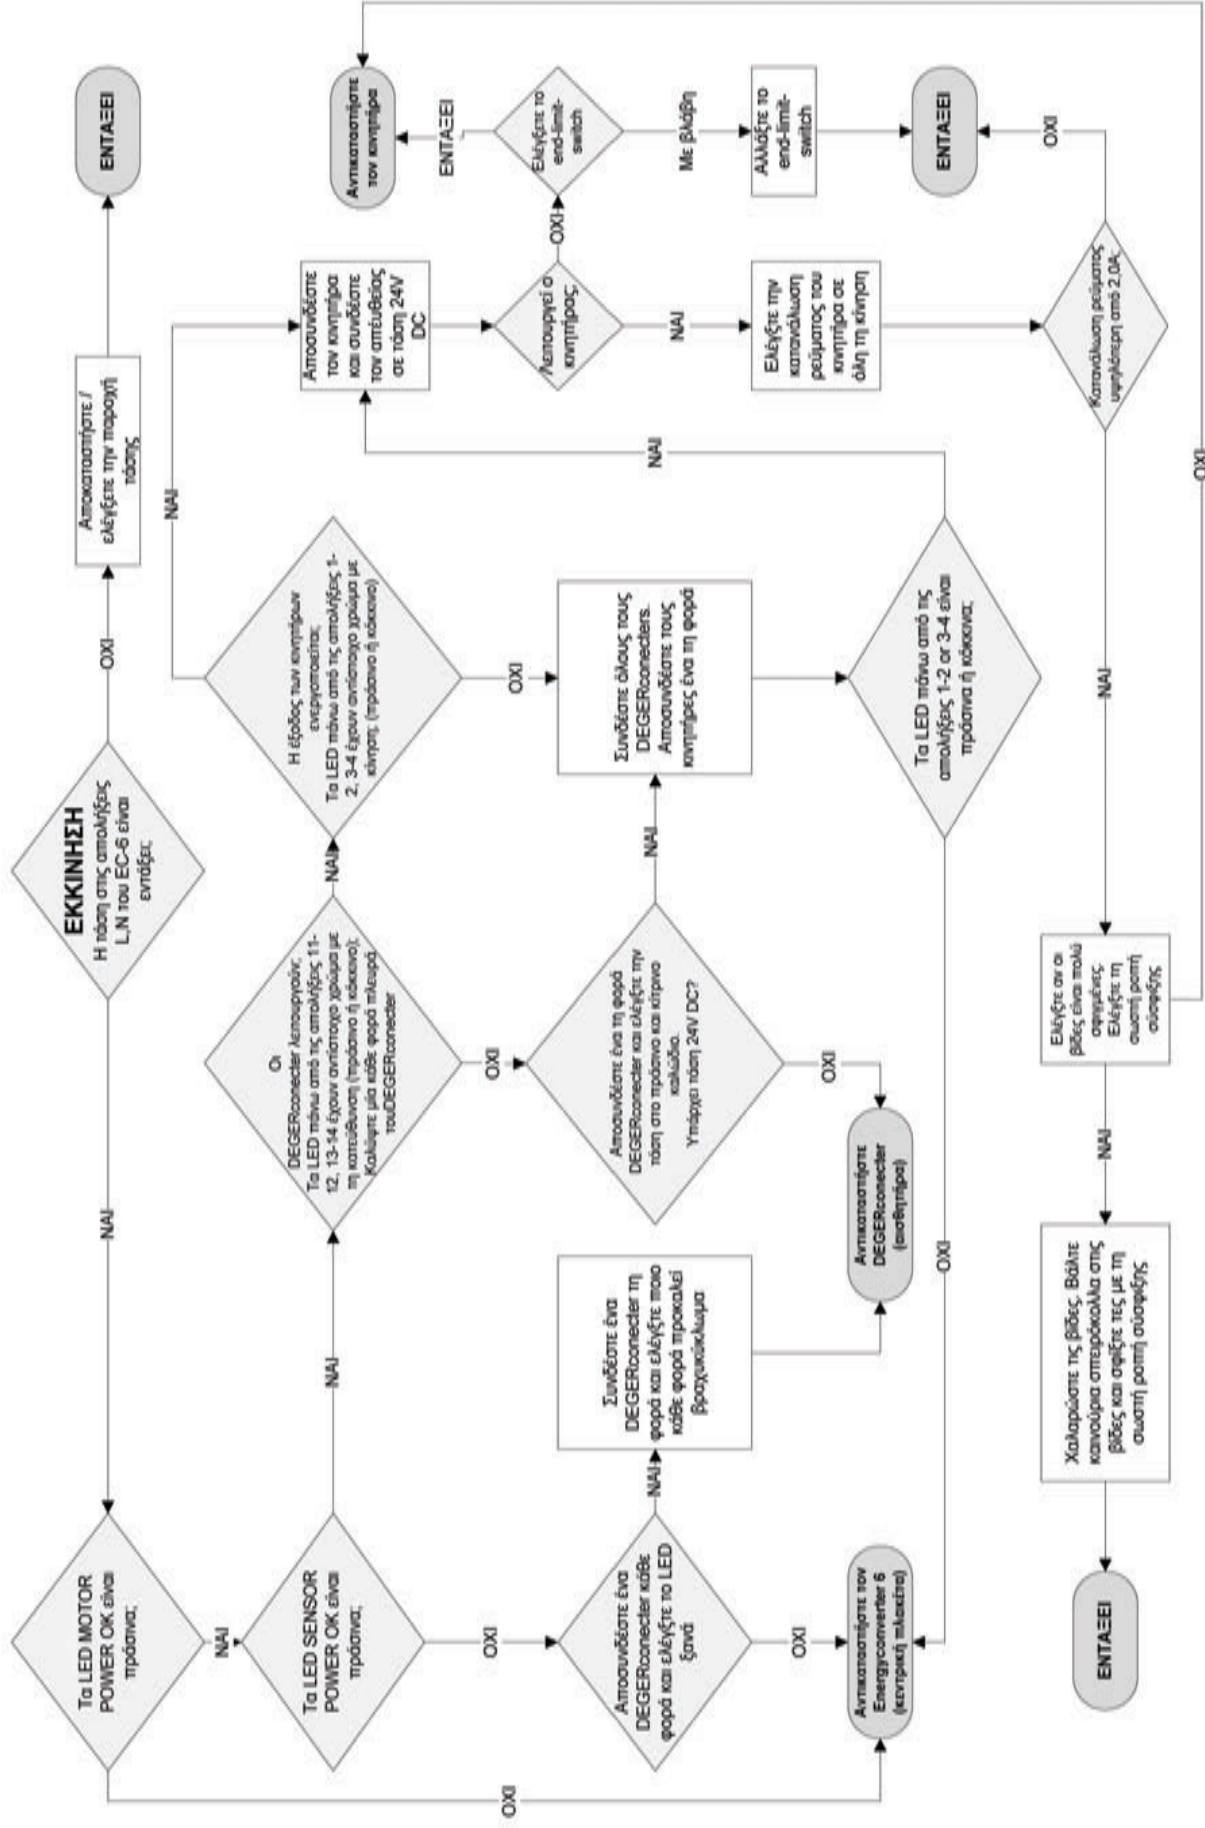 ΕΚΚΙΝΗΣΗ
Η τάση στις απολήξεις
L,N του EC-6 είναι
εντάξει;
ΟΧΙ
Αποκαταστήστε /
ελέγξετε την παροχή
τάσης
ΕΝΤΑΞΕΙ
ΝΑΙ
Τα LED MOTOR
POWER OK είναι
πράσινα;
ΝΑΙ
ΟΧΙ
Τα LED SENSOR
POWER OK είναι
πράσινα;
ΝΑΙ
ΟΧΙ
Οι
DEGERconecter λειτουργούν;
Τα LED πάνω από τις απολήξεις 11-
12, 13-14 έχουν αντίστοιχο χρώμα με
τη κατεύθυνση (πράσινο ή κόκκινο);
Καλύψτε μία κάθε φορά πλευρά
τουDEGERconecter
ΝΑΙ
ΟΧΙ
Η έξοδος των κινητήρων
ενεργοποιείται;
Τα LED πάνω από τις απολήξεις 1-
2, 3-4 έχουν αντίστοιχο χρώμα με
κίνηση; (πράσινο ή κόκκινο)
ΝΑΙ
ΟΧΙ
Αποσυνδέστε
τον κινητήρα
και συνδέστε
τον απευθείας
σε τάση 24V
DC
Λειτουργεί ο
κινητήρας;
ΟΧΙ
ΝΑΙ
Ελέγξετε το
end-limit-
switch
ΕΝΤΑΞΕΙ
Με βλάβη
Αντικαταστήστε
τον κινητήρα
Αλλάξτε το
end-limit-
switch
ΕΝΤΑΞΕΙ
Αποσυνδέστε ένα
DEGERconecter κάθε
φορά και ελέγξτε το LED
ξανά
ΝΑΙ
ΟΧΙ
Συνδέστε ένα
DEGERconecter τη
φορά και ελέγξτε ποιο
κάθε φορά προκαλεί
βραχυκύκλωμα
Αποσυνδέστε ένα τη φορά
DEGERconecter και ελέγξτε την
τάση στο πράσινο και κίτρινο
καλώδιο.
Υπάρχει τάση 24V DC?
ΝΑΙ
ΟΧΙ
Συνδέστε όλους τους
DEGERconecters.
Αποσυνδέστε τους
κινητήρες ένα τη φορά
Ελέγξτε την
κατανάλωση
ρεύματος του
κινητήρα σε
όλη τη κίνηση
Αντικαταστήστε τον
Energyconverter 6
(κεντρική πλακέτα)
Αντικαταστήστε
DEGERconecter
(αισθητήρα)
Τα LED πάνω από τις
απολήξεις 1-2 or 3-4 είναι
πράσινα ή κόκκινα;
ΝΑΙ
ΟΧΙ
Κατανάλωση ρεύματος
υψηλότερη από 2,0Α;
ΟΧΙ
ΝΑΙ
Ελέγξτε αν οι
βίδες είναι πολύ
σφιγμένες.
Ελέγξτε τη
σωστή ροπή
σύσφιξης
ΟΧΙ
ΝΑΙ
Χαλαρώστε τις βίδες. Βάλτε
καινούρια σπειρόκολλα στις
βίδες και σφίξτε τες με τη
σωστή ροπή σύσφιξης
ΕΝΤΑΞΕΙ